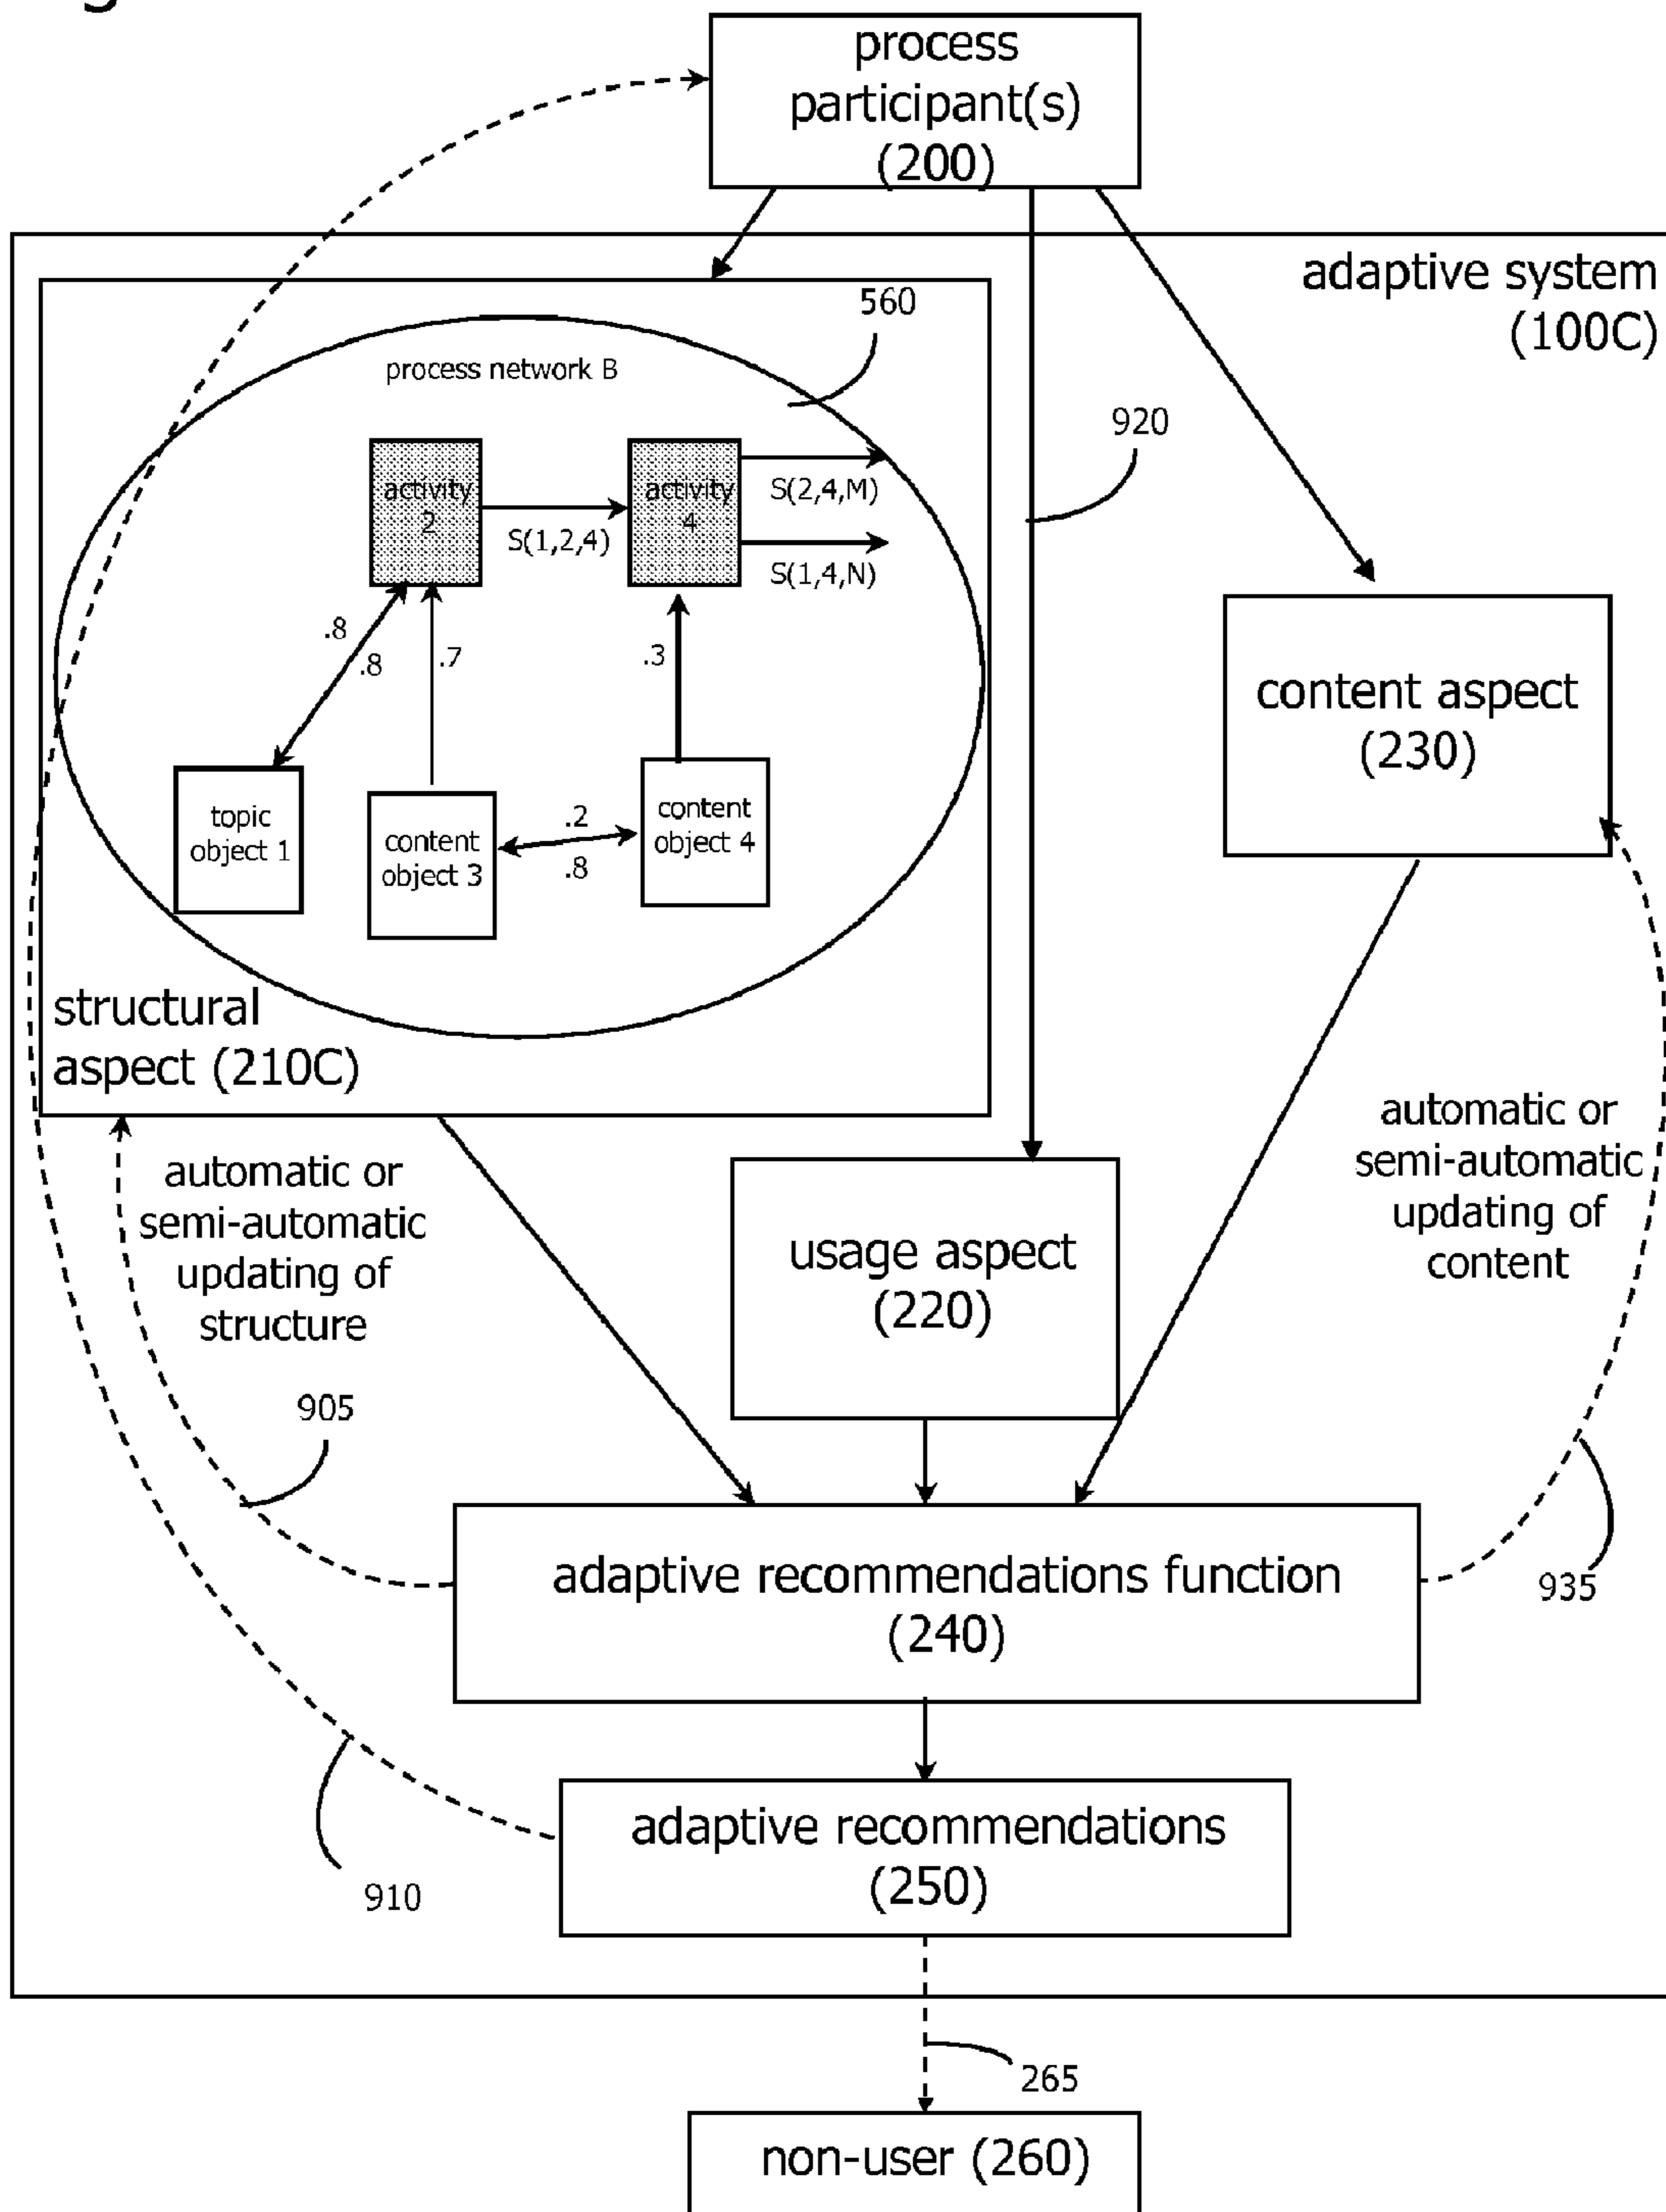 process
participant(s)
(200)
adaptive system
(100C)
560
process network B
920
activity
2
activity
4
S(2,4,M)
S(1,2,4)
S(1,4,N)
.8
.8
.7
.3
content aspect
(230)
topic
object 1
content
object 3
.2
.8
content
object 4
structural
aspect (210C)
automatic or
semi-automatic
updating of
structure
automatic or
semi-automatic
updating of
content
usage aspect
(220)
905
935
adaptive recommendations function
(240)
adaptive recommendations
(250)
910
265
non-user (260)